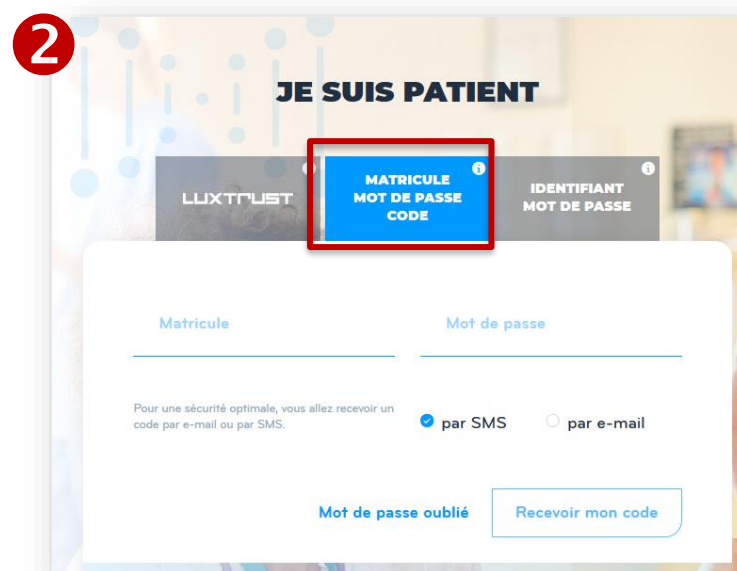 2
JE SUIS PATIENT
LUXTRUST
MATRICULE
MOT DE PASSE
CODE
IDENTIFIANT
MOT DE PASSE
Matricule
Mot de passe
Pour une sécurité optimale, vous allez recevoir un
code par e-mail ou par SMS.
par SMS
par e-mail
Mot de passe oublié
Recevoir mon code